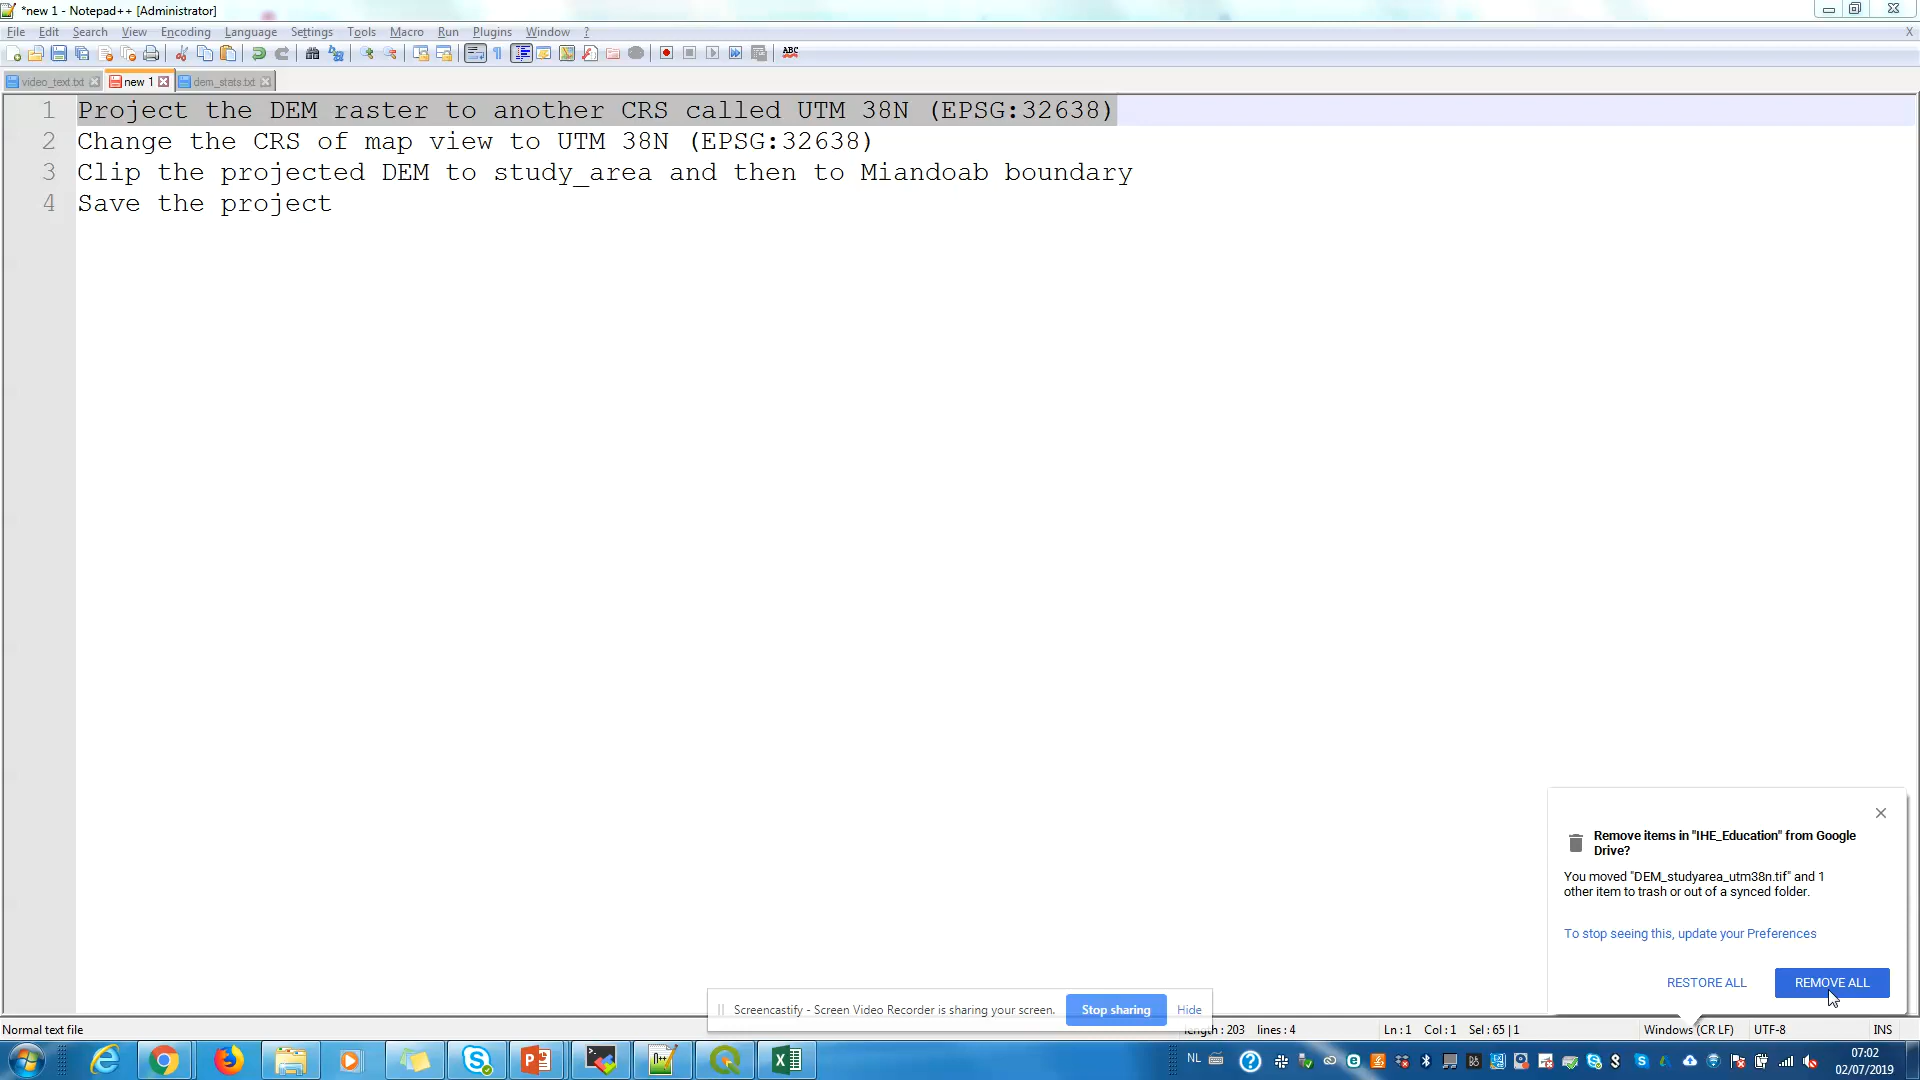 *new 1 - Notepad++ [Administrator]
File Edit Search View Encoding Language Settings Tools Macro Run Plugins Window ? X
ABC
video_text.txt new 1 dem_stats.txt
1 Project the DEM raster to another CRS called UTM 38N (EPSG:32638)
2 Change the CRS of map view to UTM 38N (EPSG:32638)
3 Clip the projected DEM to study_area and then to Miandoab boundary
4 Save the project
Remove items in "IHE_Education" from Google
Drive?
You moved "DEM_studyarea_utm38n.tif" and 1
other item to trash or out of a synced folder.
To stop seeing this, update your Preferences
RESTORE ALL REMOVE ALL
Screencastify - Screen Video Recorder is sharing your screen. Stop sharing Hide
Normal text file length : 203 lines : 4 Ln : 1 Col : 1 Sel : 65 | 1 Windows (CR LF) UTF-8 INS
NL 07:02
02/07/2019